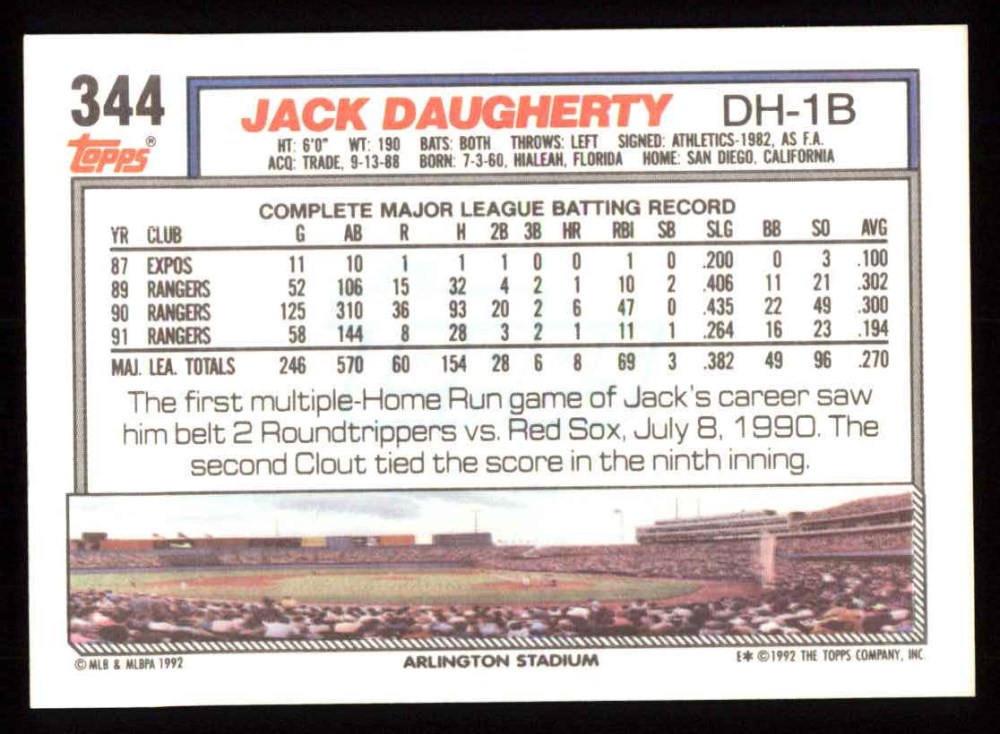 344
Topps®
JACK DAUGHERTY DH-1B
HT: 6'0" WT: 190 BATS: BOTH THROWS: LEFT SIGNED: ATHLETICS-1982, AS F.A.
ACQ: TRADE, 9-13-88 BORN: 7-3-60, HIALEAH, FLORIDA HOME: SAN DIEGO, CALIFORNIA
COMPLETE MAJOR LEAGUE BATTING RECORD
YR CLUB G AB R H 2B 3B HR RBI SB SLG BB SO AVG
87 EXPOS 11 10 1 1 1 0 0 1 0 .200 0 3 .100
89 RANGERS 52 106 15 32 4 2 1 10 2 .406 11 21 .302
90 RANGERS 125 310 36 93 20 2 6 47 0 .435 22 49 .300
91 RANGERS 58 144 8 28 3 2 1 11 1 .264 16 23 .194
MAJ. LEA. TOTALS 246 570 60 154 28 6 8 69 3 .382 49 96 .270
The first multiple-Home Run game of Jack's career saw
him belt 2 Roundtrippers vs. Red Sox, July 8, 1990. The
second Clout tied the score in the ninth inning.
© MLB & MLBPA 1992
ARLINGTON STADIUM
E* © 1992 THE TOPPS COMPANY, INC.